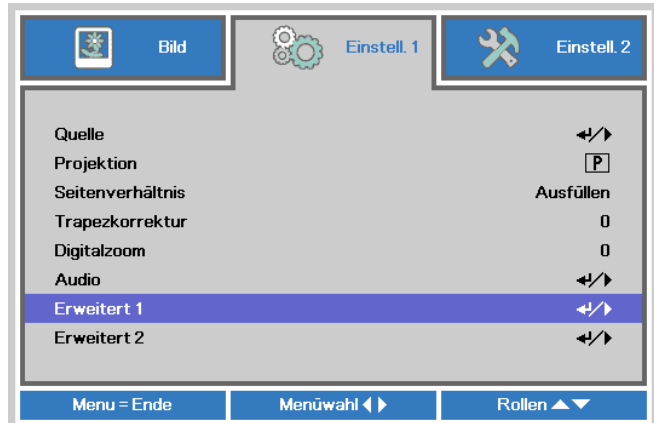 Bild Einstell. 1 Einstell. 2
Quelle
Projektion P
Seitenverhältnis Ausfüllen
Trapezkorrektur 0
Digitalzoom 0
Audio
Erweitert 1
Erweitert 2
Menu = Ende Menüwahl Rollen